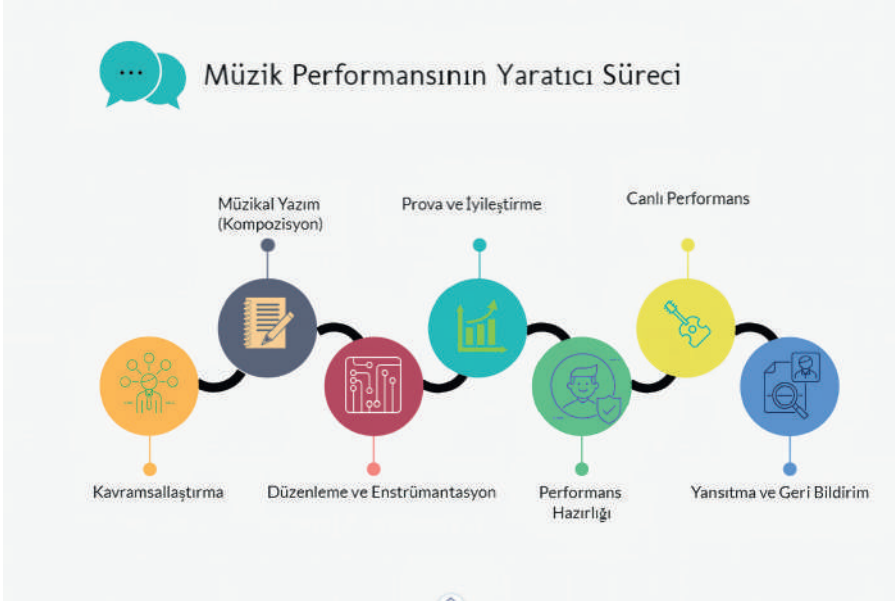 Müzik Performansının Yaratıcı Süreci
Müzikal Yazım
(Kompozisyon)
Prova ve İyileştirme
Canlı Performans
Kavramsallaştırma
Düzenleme ve Enstrümantasyon
Performans
Hazırlığı
Yansıtma ve Geri Bildirim